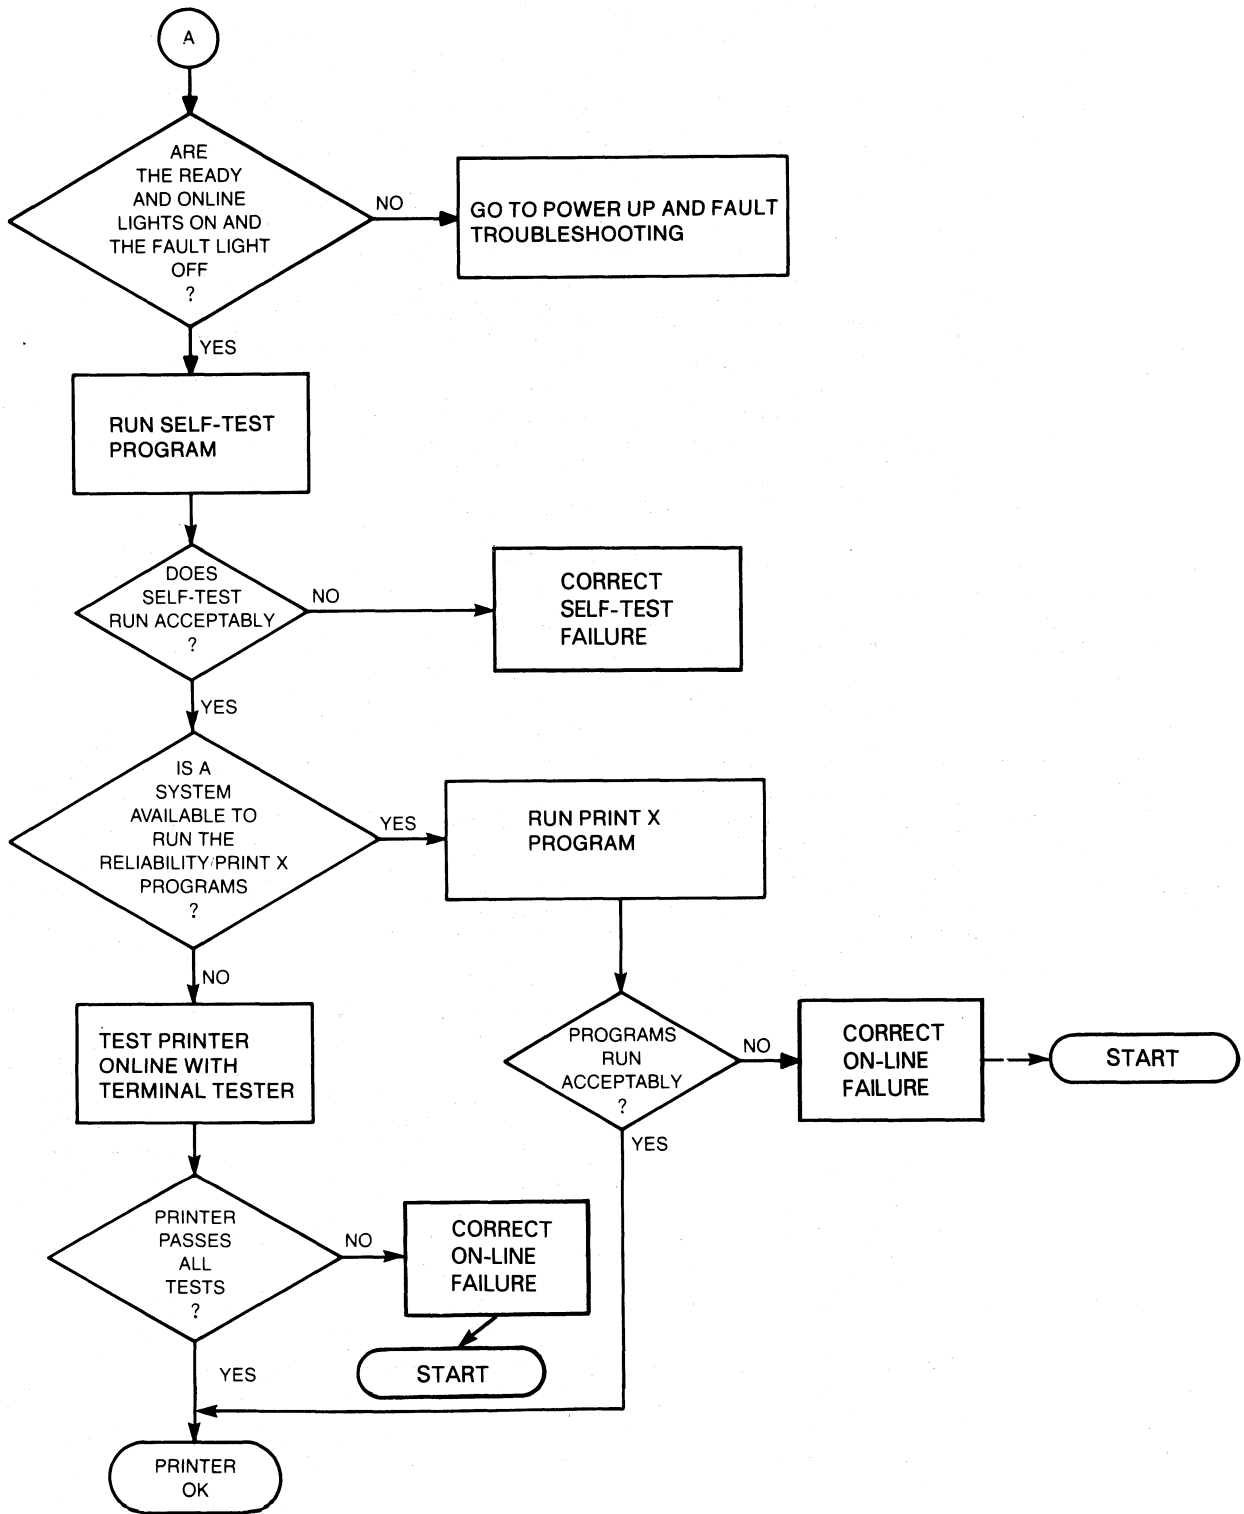 A
ARE
THE READY
AND ONLINE
LIGHTS ON AND
THE FAULT LIGHT
OFF
?
NO
GO TO POWER UP AND FAULT
TROUBLESHOOTING
YES
RUN SELF-TEST
PROGRAM
DOES
SELF-TEST
RUN ACCEPTABLY
?
NO
CORRECT
SELF-TEST
FAILURE
YES
IS A
SYSTEM
AVAILABLE TO
RUN THE
RELIABILITY/PRINT X
PROGRAMS
?
YES
RUN PRINT X
PROGRAM
NO
TEST PRINTER
ONLINE WITH
TERMINAL TESTER
PROGRAMS
RUN
ACCEPTABLY
?
NO
CORRECT
ON-LINE
FAILURE
START
YES
PRINTER
PASSES
ALL
TESTS
?
NO
CORRECT
ON-LINE
FAILURE
START
YES
PRINTER
OK